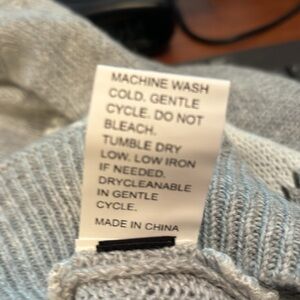 MACHINE WASH
COLD. GENTLE
CYCLE. DO NOT
BLEACH.
TUMBLE DRY
LOW. LOW IRON
IF NEEDED.
DRYCLEANABLE
IN GENTLE
CYCLE.
MADE IN CHINA